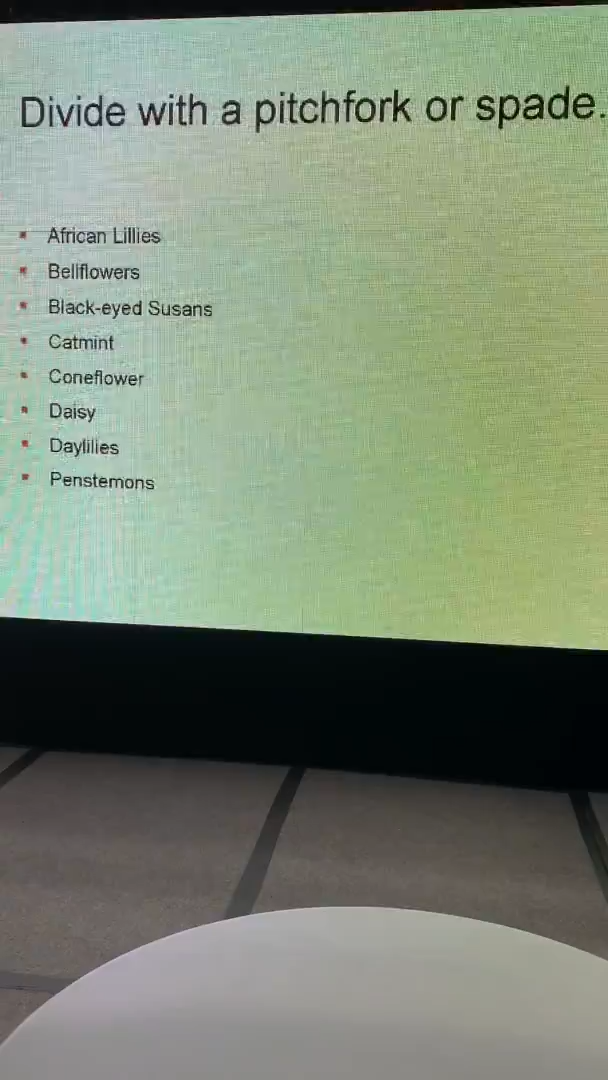 Divide with a pitchfork or spade.
African Lillies
Bellflowers
Black-eyed Susans
Catmint
Coneflower
Daisy
Daylilies
Penstemons